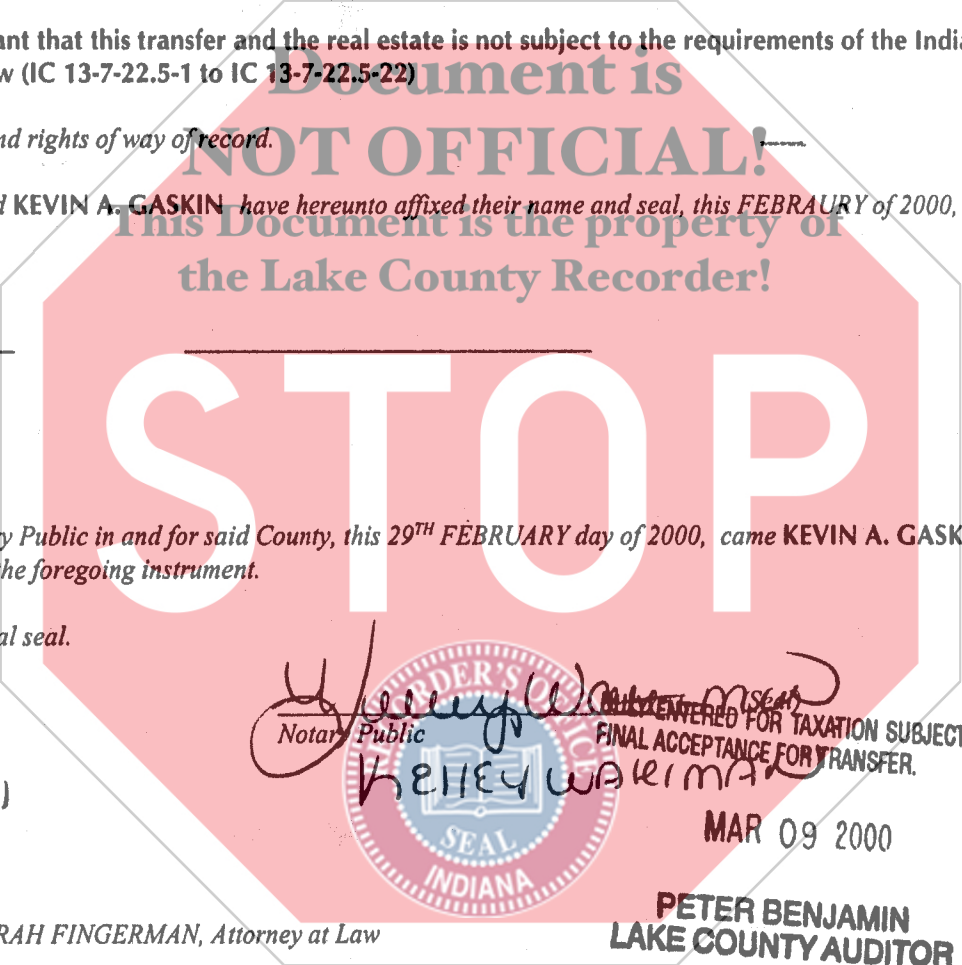 ant that this transfer and the real estate is not subject to the requirements of the India
w (IC 13-7-22.5-1 to IC 13-7-22.5-22)
Document is
nd rights of way of record.
NOT OFFICIAL!
d KEVIN A. GASKIN have hereunto affixed their name and seal, this FEBRAURY of 2000,
This Document is the property of
the Lake County Recorder!
STOP
y Public in and for said County, this 29TH FEBRUARY day of 2000, came KEVIN A. GASK
he foregoing instrument.
al seal.
Notary Public
ENTERED FOR TAXATION SUBJECT
FINAL ACCEPTANCE FOR TRANSFER.
RECORDER'S OFFICE
SEAL
INDIANA
MAR 09 2000
PETER BENJAMIN
LAKE COUNTY AUDITOR
RAH FINGERMAN, Attorney at Law